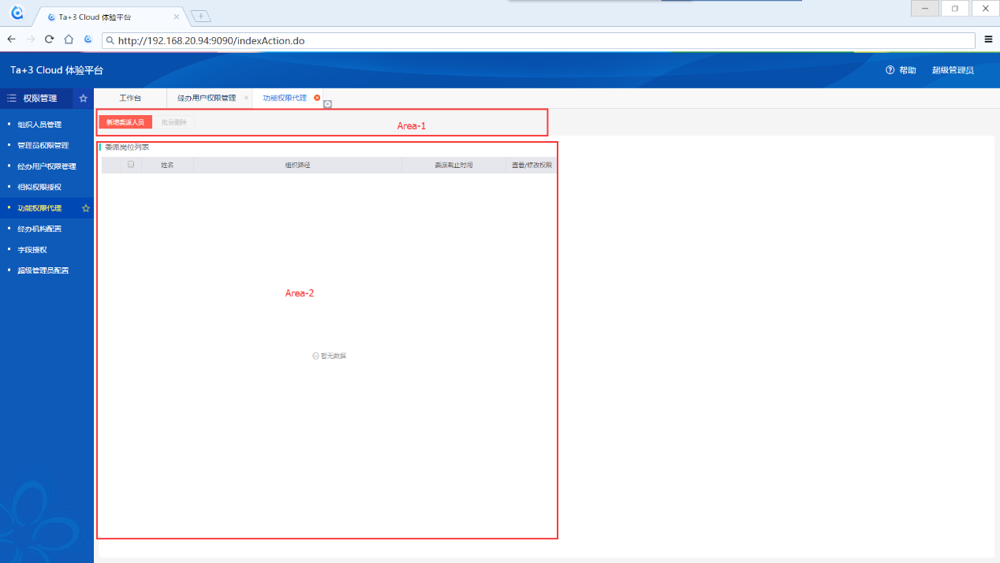 Ta+3 Cloud 体验平台
http://192.168.20.94:9090/indexAction.do
Ta+3 Cloud 体验平台
帮助 超级管理员
权限管理
工作台 经办用户权限管理 功能权限代理
组织人员管理
管理员权限管理
经办用户权限管理
相似权限授权
功能权限代理
经办机构配置
字段授权
超级管理员配置
新增委派人员 批量删除 Area-1
委派岗位列表
姓名 组织路径 委派截止时间 查看/修改权限
Area-2
暂无数据